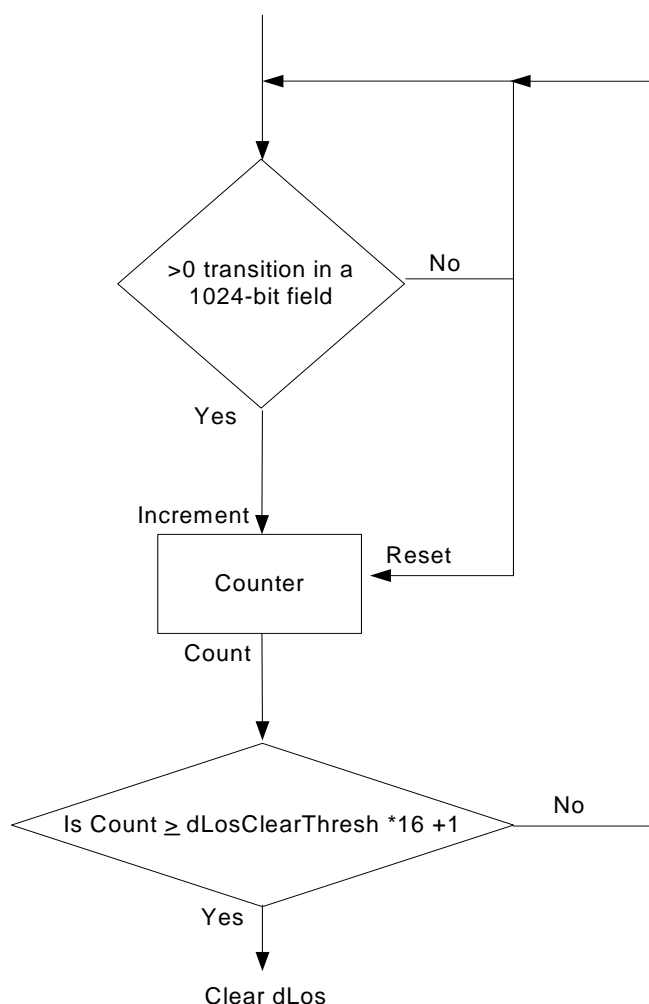 >0 transition in a
1024-bit field
No
Yes
Increment
Reset
Counter
Count
Is Count ≥ dLosClearThresh *16 +1
No
Yes
Clear dLos